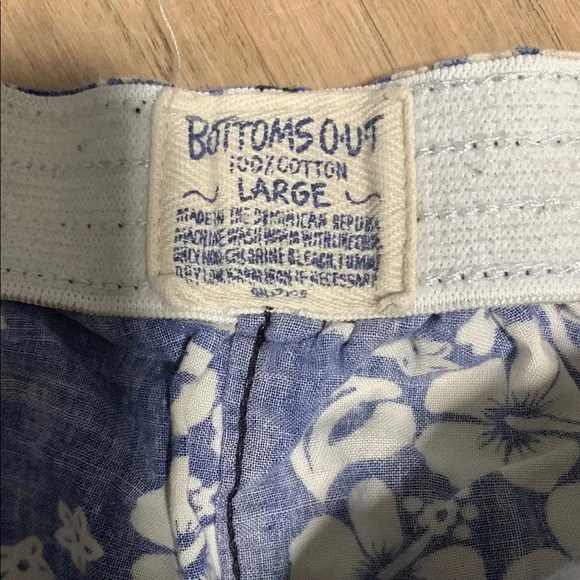 BOTTOMS OUT
100% COTTON
~ LARGE ~
MADE IN THE DOMINICAN REPUBLIC
MACHINE WASH WARM WITH LIKE COLORS
ONLY NON-CHLORINE BLEACH. TUMBLE
DRY LOW. WARM IRON IF NECESSARY